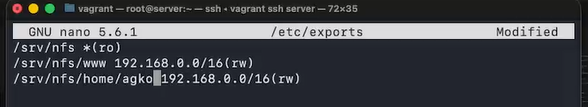 vagrant — root@server:~ — ssh ‹ vagrant ssh server — 72×35
GNU nano 5.6.1 /etc/exports Modified
/srv/nfs *(ro)
/srv/nfs/www 192.168.0.0/16(rw)
/srv/nfs/home/agko 192.168.0.0/16(rw)